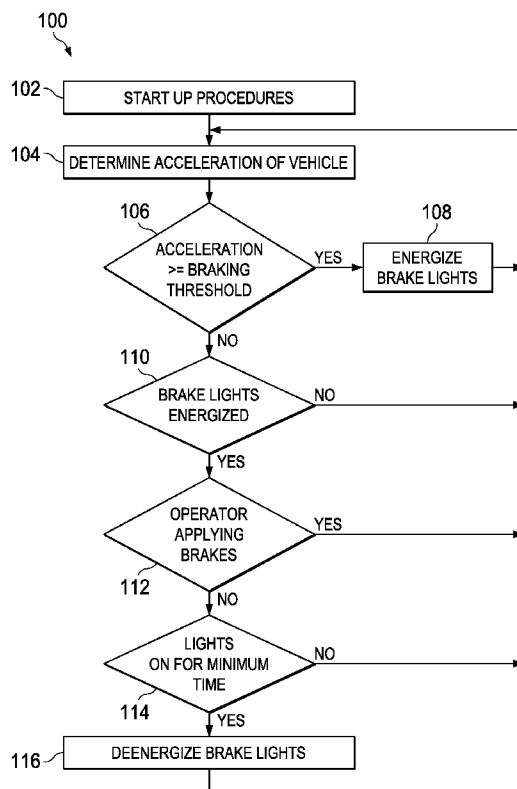 100
102
START UP PROCEDURES
104
DETERMINE ACCELERATION OF VEHICLE
106
ACCELERATION
>= BRAKING
THRESHOLD
YES
108
ENERGIZE
BRAKE LIGHTS
NO
110
BRAKE LIGHTS
ENERGIZED
NO
YES
OPERATOR
APPLYING
BRAKES
YES
112
NO
LIGHTS
ON FOR MINIMUM
TIME
NO
114
YES
116
DEENERGIZE BRAKE LIGHTS